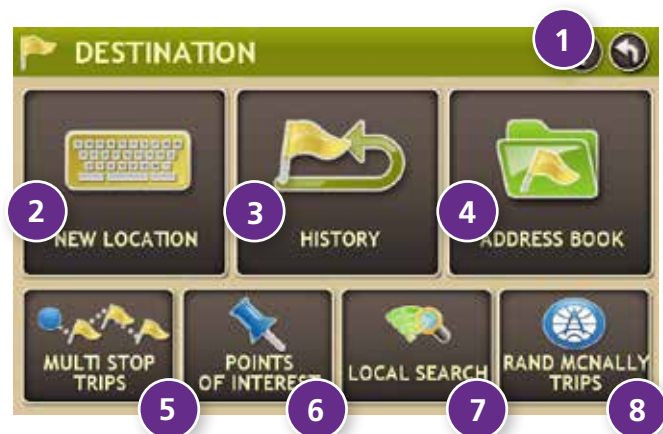 1
DESTINATION
2
NEW LOCATION
3
HISTORY
4
ADDRESS BOOK
MULTI STOP
TRIPS
5
POINTS
OF INTEREST
6
LOCAL SEARCH
7
RAND MCNALLY
TRIPS
8